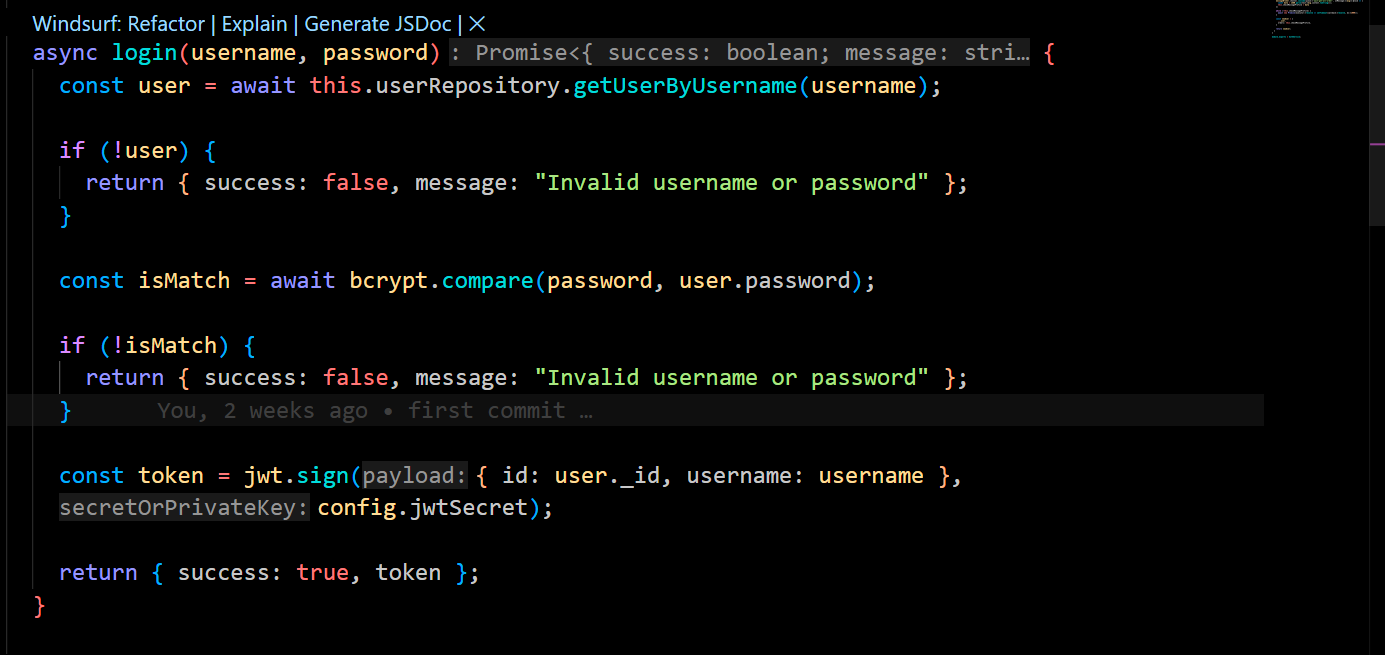 Windsurf: Refactor | Explain | Generate JSDoc | X
async login(username, password): Promise<{ success: boolean; message: stri… {
const user = await this.userRepository.getUserByUsername(username);
if (!user) {
return { success: false, message: "Invalid username or password" };
}
const isMatch = await bcrypt.compare(password, user.password);
if (!isMatch) {
return { success: false, message: "Invalid username or password" };
} You, 2 weeks ago • first commit …
const token = jwt.sign(payload: { id: user._id, username: username },
secretOrPrivateKey: config.jwtSecret);
return { success: true, token };
}